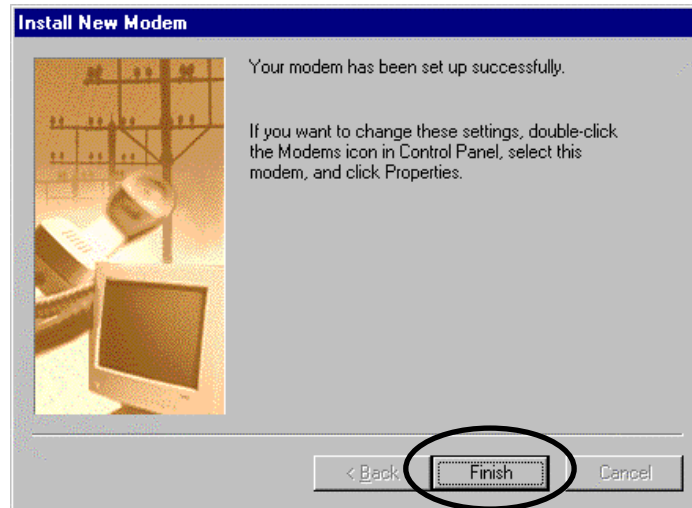 Install New Modem
Your modem has been set up successfully.
If you want to change these settings, double-click
the Modems icon in Control Panel, select this
modem, and click Properties.
< Back
Finish
Cancel